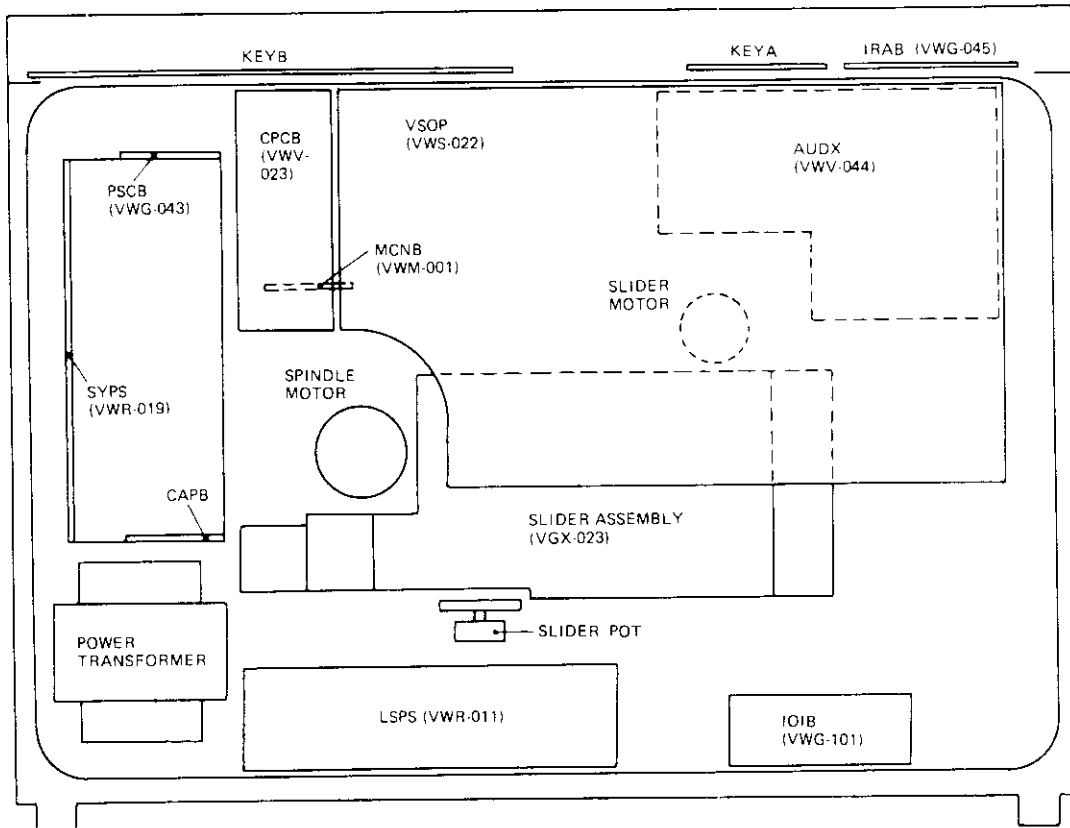 KEYB
KEYA
IRAB (VWG-045)
CPCB
(VWV-
023)
VSOP
(VWS-022)
AUDX
(VWV-044)
PSCB
(VWG-043)
MCNB
(VWM-001)
SLIDER
MOTOR
SYPS
(VWR-019)
SPINDLE
MOTOR
CAPB
SLIDER ASSEMBLY
(VGX-023)
SLIDER POT
POWER
TRANSFORMER
LSPS (VWR-011)
IOIB
(VWG-101)